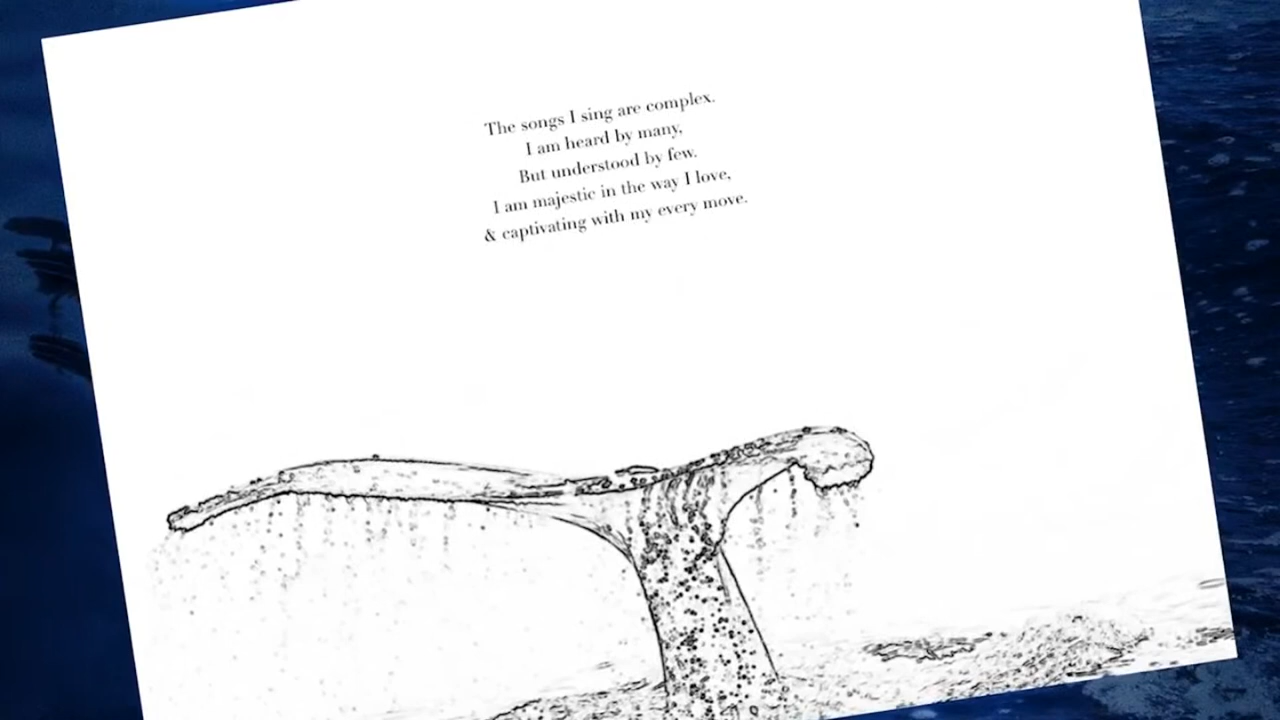 The songs I sing are complex.
I am heard by many,
But understood by few.
I am majestic in the way I love,
& captivating with my every move.